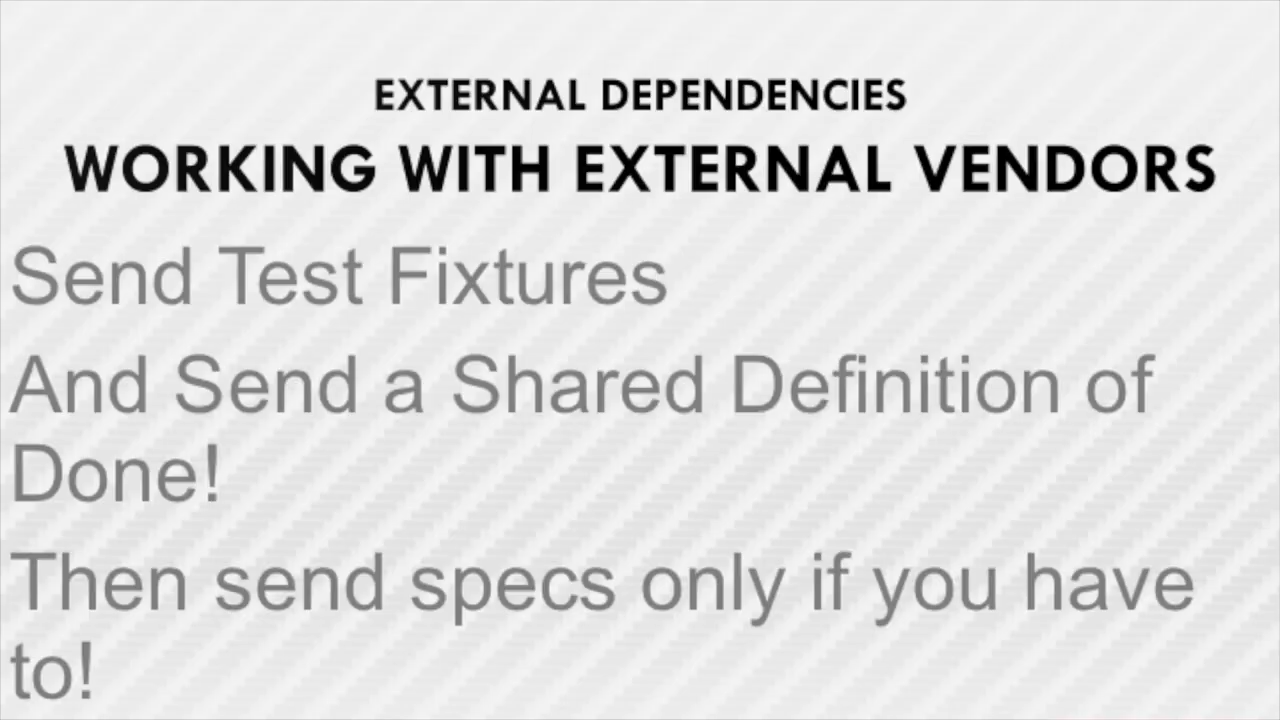 EXTERNAL DEPENDENCIES
WORKING WITH EXTERNAL VENDORS
Send Test Fixtures
And Send a Shared Definition of
Done!
Then send specs only if you have
to!